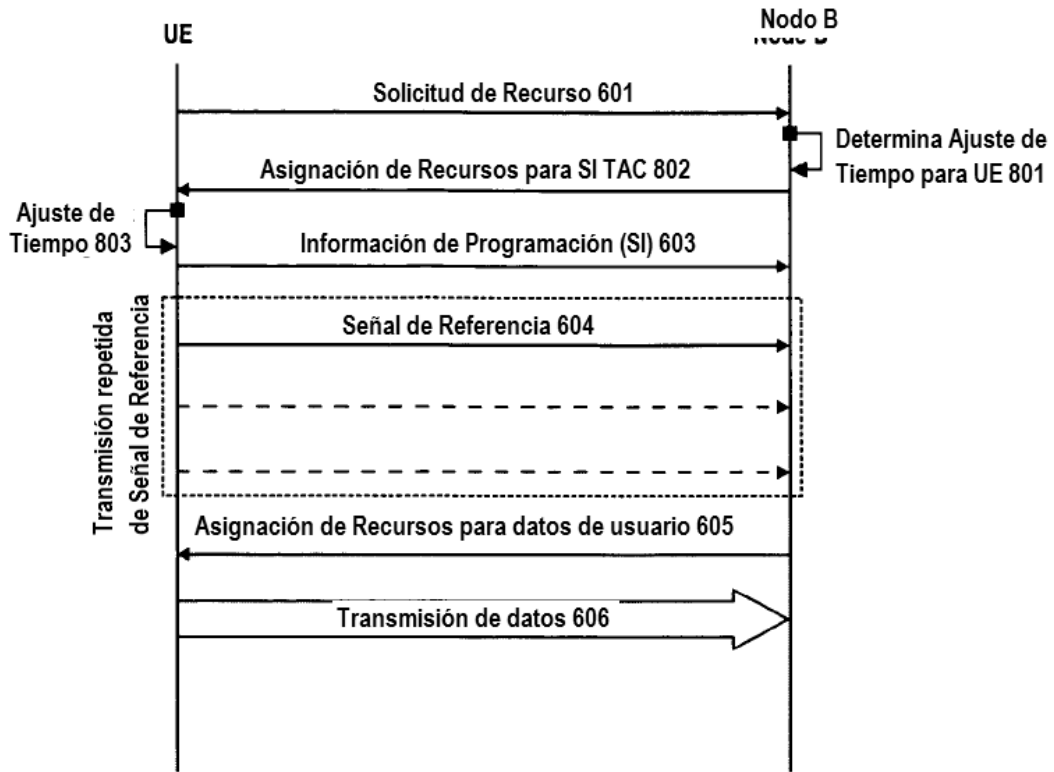 UE
Nodo B
Nodo B
Solicitud de Recurso 601
Determina Ajuste de
Tiempo para UE 801
Asignación de Recursos para SI TAC 802
Ajuste de
Tiempo 803
Información de Programación (SI) 603
Transmisión repetida
de Señal de Referencia
Señal de Referencia 604
Asignación de Recursos para datos de usuario 605
Transmisión de datos 606